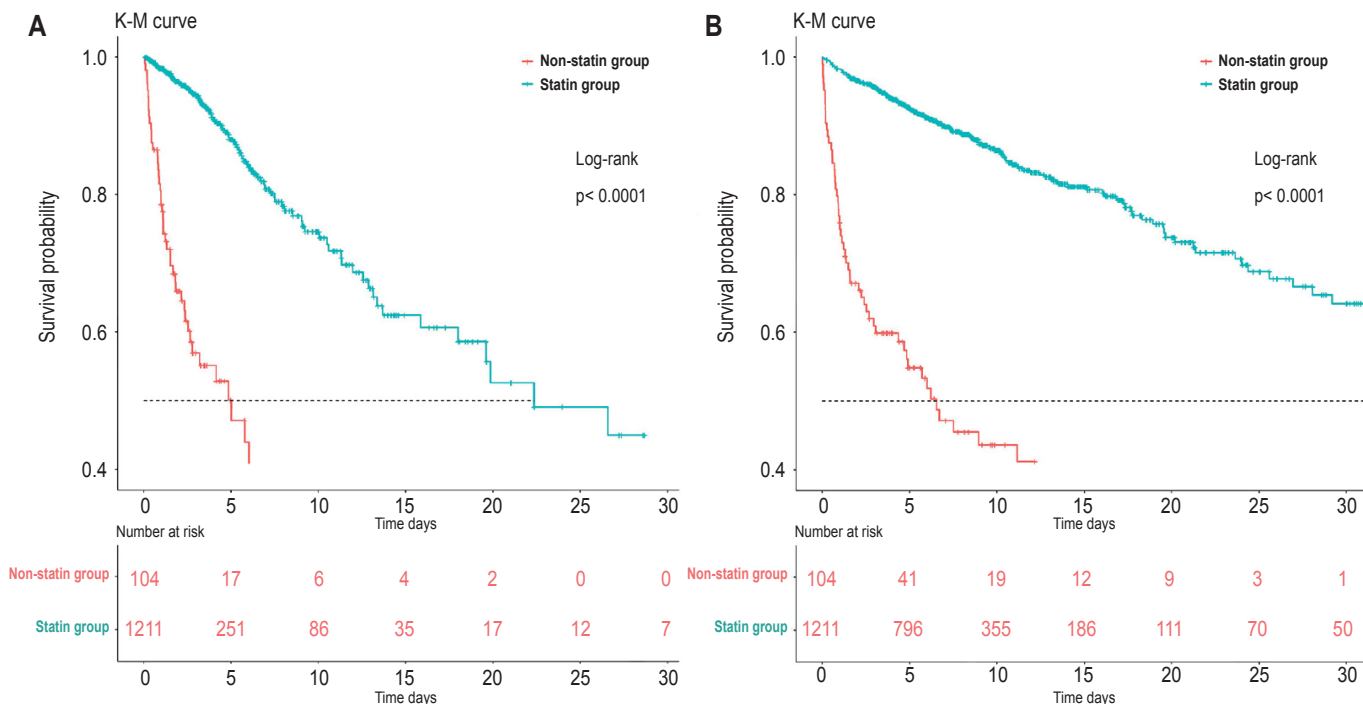 A
K-M curve
1.0
0.8
0.6
0.4
Survival probability
Non-statin group
Statin group
Log-rank
p< 0.0001
0 5 10 15 20 25 30
Time days
Number at risk
Non-statin group 104 17 6 4 2 0 0
Statin group 1211 251 86 35 17 12 7
0 5 10 15 20 25 30
Time days
B
K-M curve
1.0
0.8
0.6
0.4
Survival probability
Non-statin group
Statin group
Log-rank
p< 0.0001
0 5 10 15 20 25 30
Time days
Number at risk
Non-statin group 104 41 19 12 9 3 1
Statin group 1211 796 355 186 111 70 50
0 5 10 15 20 25 30
Time days